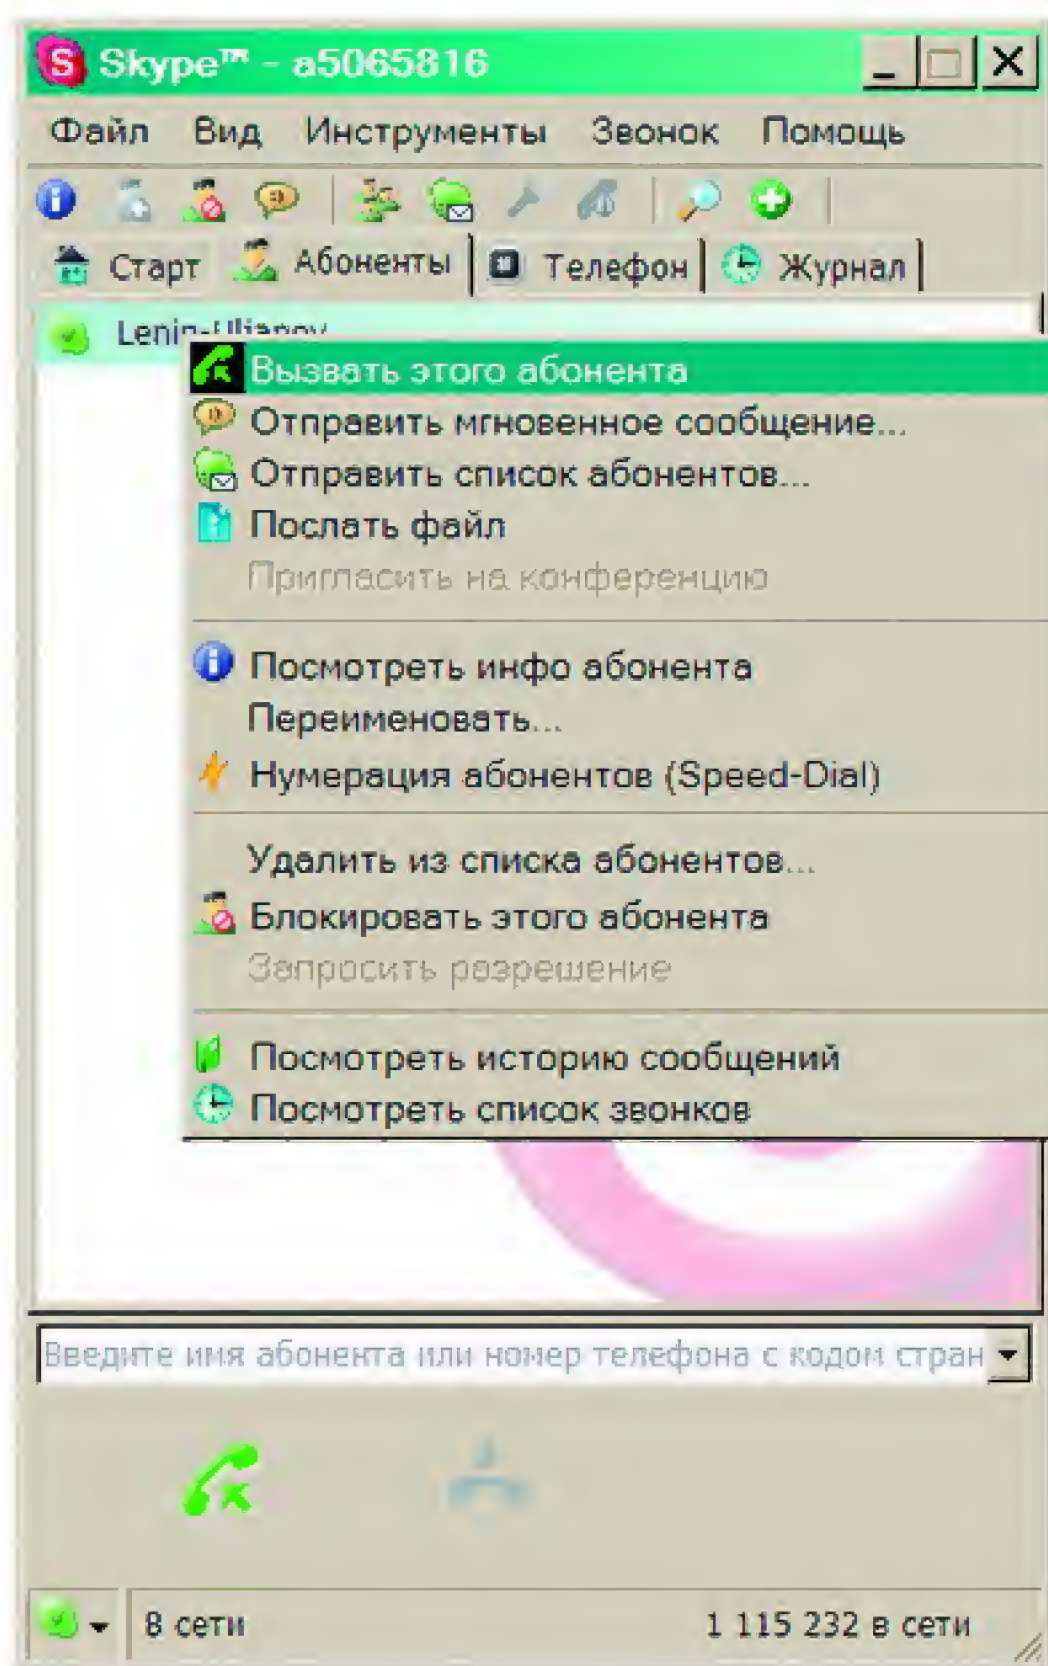 Skype™ - a5065816
Файл Вид Инструменты Звонок Помощь
Старт Абоненты Телефон Журнал
Lenin-Uljanov
Вызвать этого абонента
Отправить мгновенное сообщение...
Отправить список абонентов...
Послать файл
Пригласить на конференцию
Посмотреть инфо абонента
Переименовать...
Нумерация абонентов (Speed-Dial)
Удалить из списка абонентов...
Блокировать этого абонента
Запросить разрешение
Посмотреть историю сообщений
Посмотреть список звонков
Введите имя абонента или номер телефона с кодом стран
В сети 1 115 232 в сети